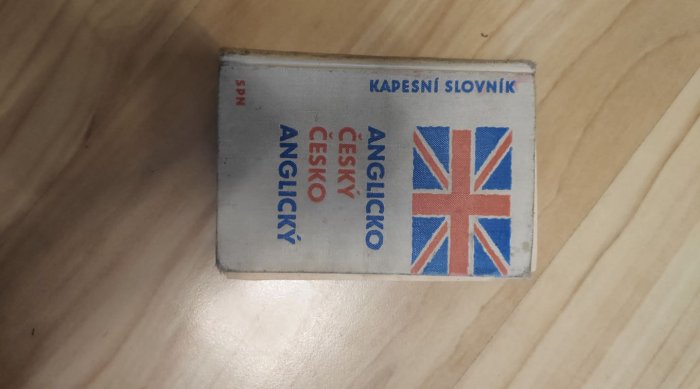 KAPESNÍ SLOVNÍK
ANGLICKO
ČESKÝ
ČESKO
ANGLICKÝ
SPN